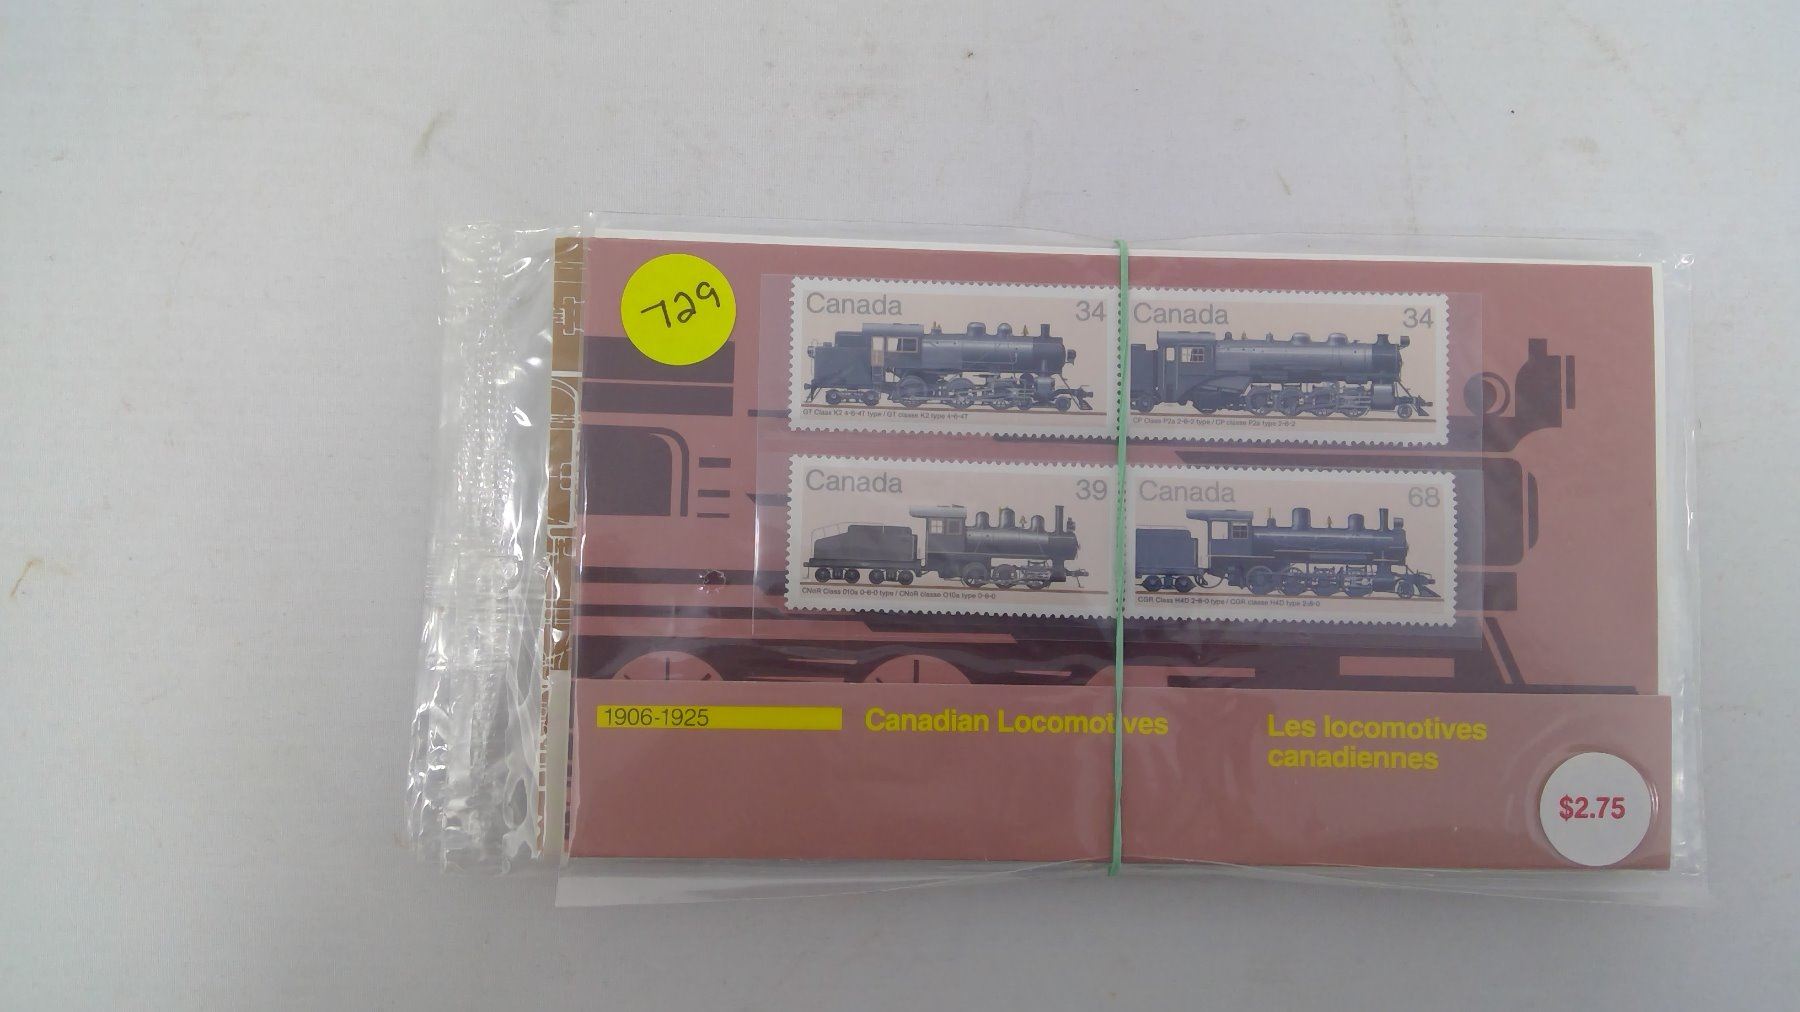 729
Canada 34
GT Class K2 4-6-4T type / GT classe K2 type 4-6-4T
Canada 34
CP Class P2a 2-8-2 type / CP classe P2a type 2-8-2
Canada 39
CNoR Class O10a 0-6-0 type / CNoR classe O10a type 0-6-0
Canada 68
CGR Class H4D 2-8-0 type / CGR classe H4D type 2-8-0
1906-1925
Canadian Locomotives
Les locomotives
canadiennes
$2.75